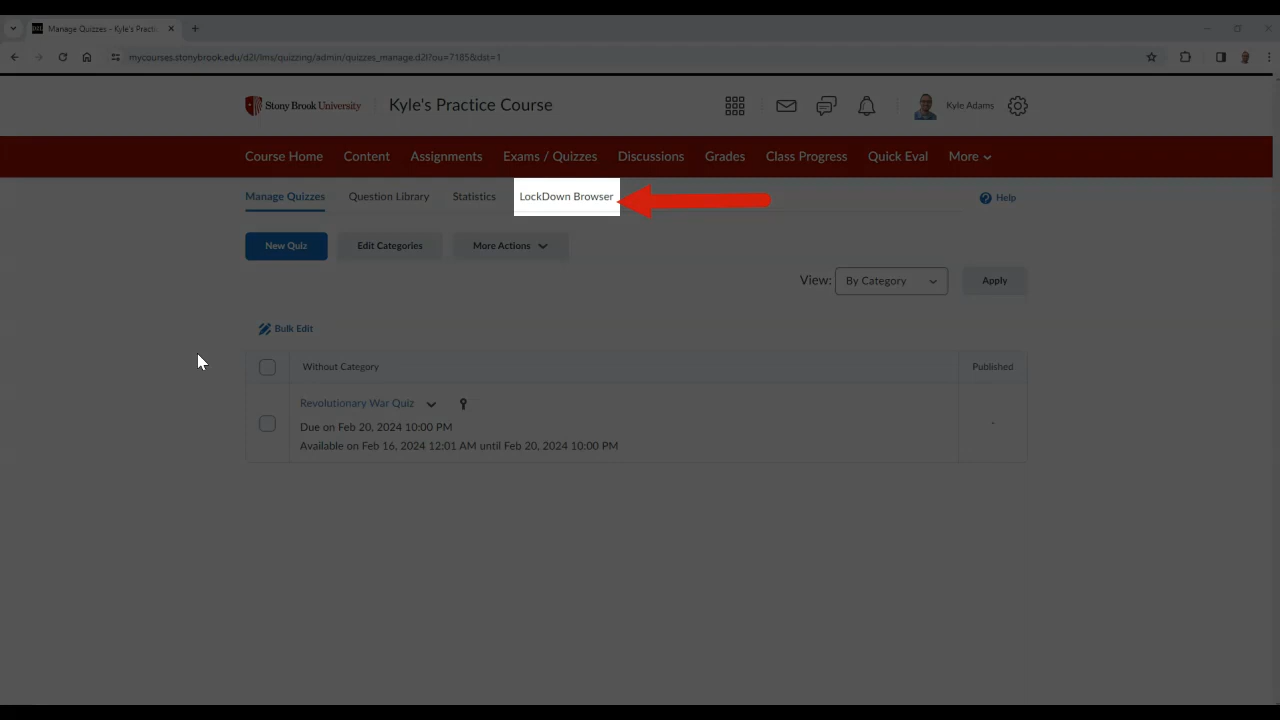 Manage Quizzes - Kyle's Practi
mycourses.stonybrook.edu/d2l/lms/quizzing/admin/quizzes_manage.d2l?ou=7185&dst=1
Stony Brook University
Kyle's Practice Course
Kyle Adams
Course Home Content Assignments Exams / Quizzes Discussions Grades Class Progress Quick Eval More
Manage Quizzes Question Library Statistics LockDown Browser Help
New Quiz Edit Categories More Actions
View: By Category Apply
Bulk Edit
Without Category Published
Revolutionary War Quiz
Due on Feb 20, 2024 10:00 PM
Available on Feb 16, 2024 12:01 AM until Feb 20, 2024 10:00 PM